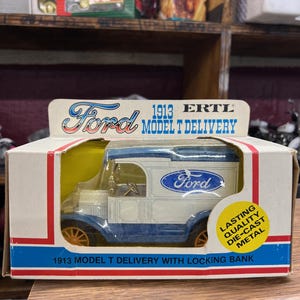 Ford
1913 ERTL
MODEL T DELIVERY
Ford
LASTING
QUALITY
DIE-CAST
METAL
1913 MODEL T DELIVERY WITH LOCKING BANK